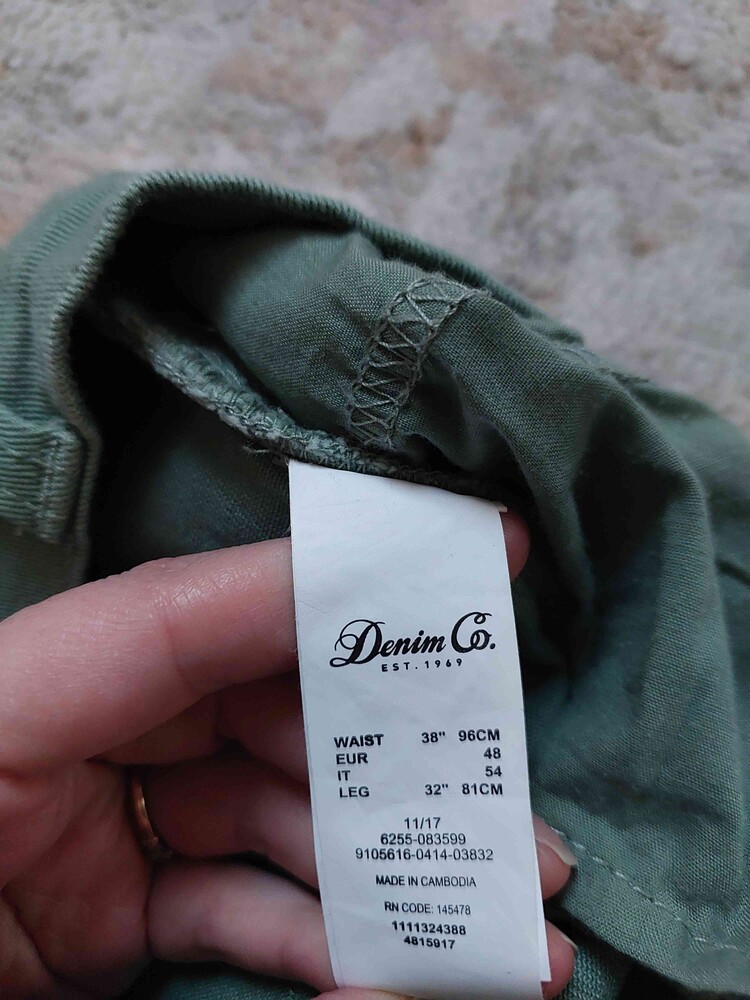 Denim Co.
EST. 1969
WAIST 38" 96CM
EUR 48
IT 54
LEG 32" 81CM
11/17
6255-083599
9105616-0414-03832
MADE IN CAMBODIA
RN CODE: 145478
1111324388
4815917